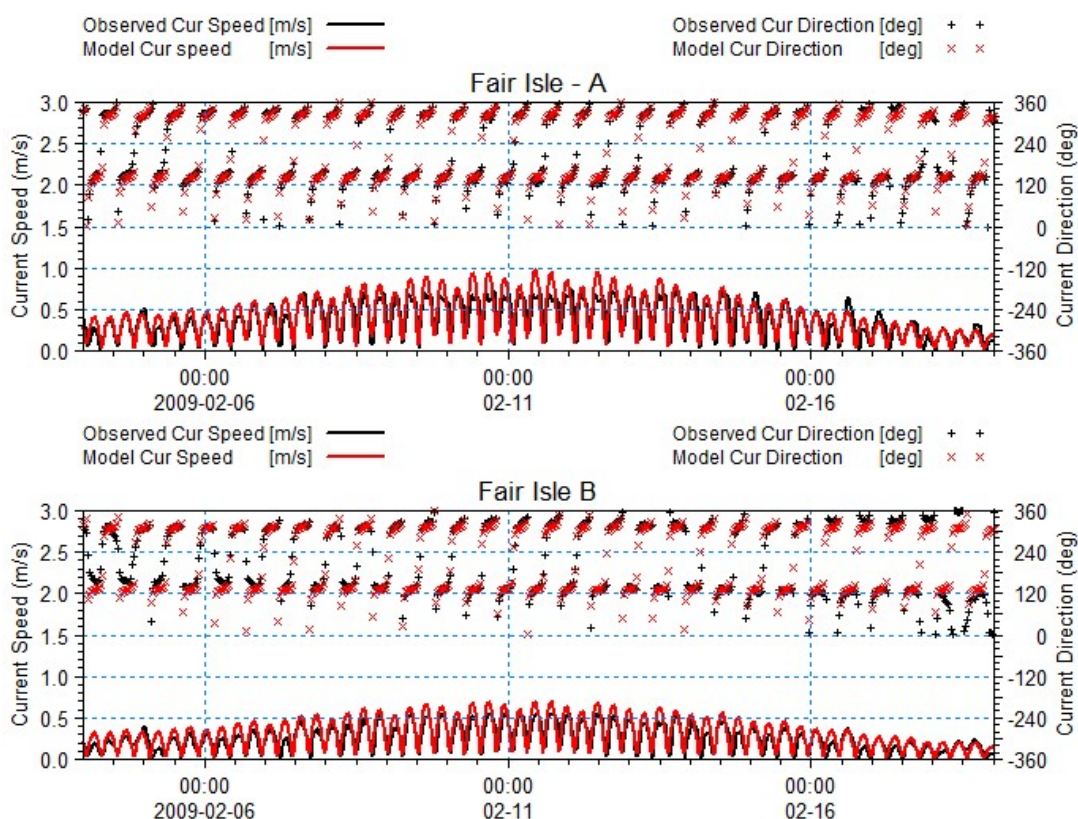 Observed Cur Speed [m/s] Observed Cur Direction [deg]
Model Cur speed [m/s] Model Cur Direction [deg]
Fair Isle - A
3.0 360
2.5 240
2.0 120
1.5 0
1.0 -120
0.5 -240
0.0 -360
Current Speed (m/s)
Current Direction (deg)
00:00 00:00 00:00
2009-02-06 02-11 02-16
Observed Cur Speed [m/s] Observed Cur Direction [deg]
Model Cur Speed [m/s] Model Cur Direction [deg]
Fair Isle B
3.0 360
2.5 240
2.0 120
1.5 0
1.0 -120
0.5 -240
0.0 -360
Current Speed (m/s)
Current Direction (deg)
00:00 00:00 00:00
2009-02-06 02-11 02-16